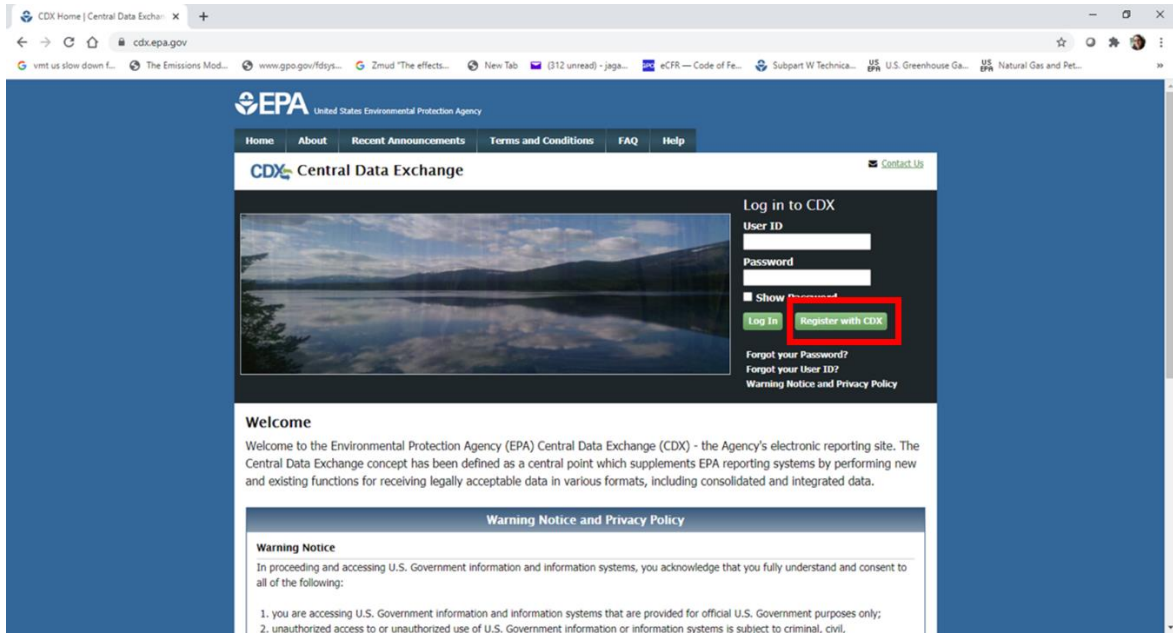 CDX Home | Central Data Exchan
cdx.epa.gov
vmt us slow down f... The Emissions Mod... www.gpo.gov/fdsys... Zmud "The effects... New Tab (312 unread) - jaga... eCFR — Code of Fe... Subpart W Technica... U.S. Greenhouse Ga... Natural Gas and Pet...
EPA United States Environmental Protection Agency
Home About Recent Announcements Terms and Conditions FAQ Help
CDX Central Data Exchange Contact Us
Log in to CDX
User ID
Password
Show Password
Log In Register with CDX
Forgot your Password?
Forgot your User ID?
Warning Notice and Privacy Policy
Welcome
Welcome to the Environmental Protection Agency (EPA) Central Data Exchange (CDX) - the Agency's electronic reporting site. The
Central Data Exchange concept has been defined as a central point which supplements EPA reporting systems by performing new
and existing functions for receiving legally acceptable data in various formats, including consolidated and integrated data.
Warning Notice and Privacy Policy
Warning Notice
In proceeding and accessing U.S. Government information and information systems, you acknowledge that you fully understand and consent to
all of the following:
1. you are accessing U.S. Government information and information systems that are provided for official U.S. Government purposes only;
2. unauthorized access to or unauthorized use of U.S. Government information or information systems is subject to criminal, civil,